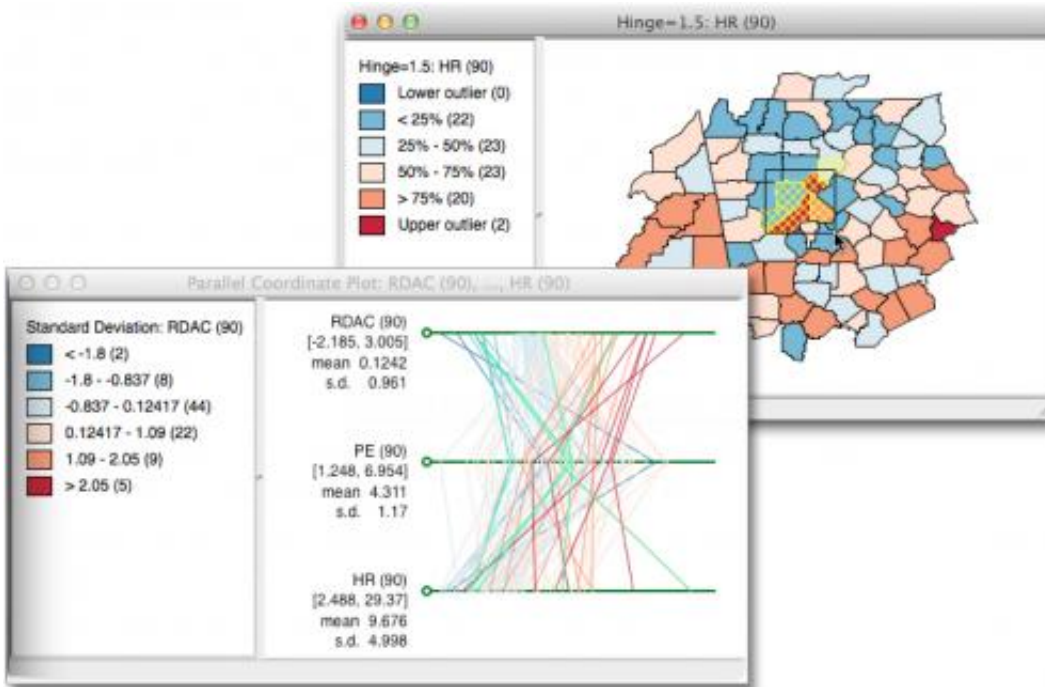 Hinge=1.5: HR (90)
Hinge=1.5: HR (90)
Lower outlier (0)
< 25% (22)
25% - 50% (23)
50% - 75% (23)
> 75% (20)
Upper outlier (2)
Parallel Coordinate Plot: RDAC (90), ..., HR (90)
Standard Deviation: RDAC (90)
< -1.8 (2)
-1.8 - -0.837 (8)
-0.837 - 0.12417 (44)
0.12417 - 1.09 (22)
1.09 - 2.05 (9)
> 2.05 (5)
RDAC (90)
[-2.185, 3.005]
mean 0.1242
s.d. 0.961
PE (90)
[1.248, 6.954]
mean 4.311
s.d. 1.17
HR (90)
[2.488, 29.37]
mean 9.676
s.d. 4.998